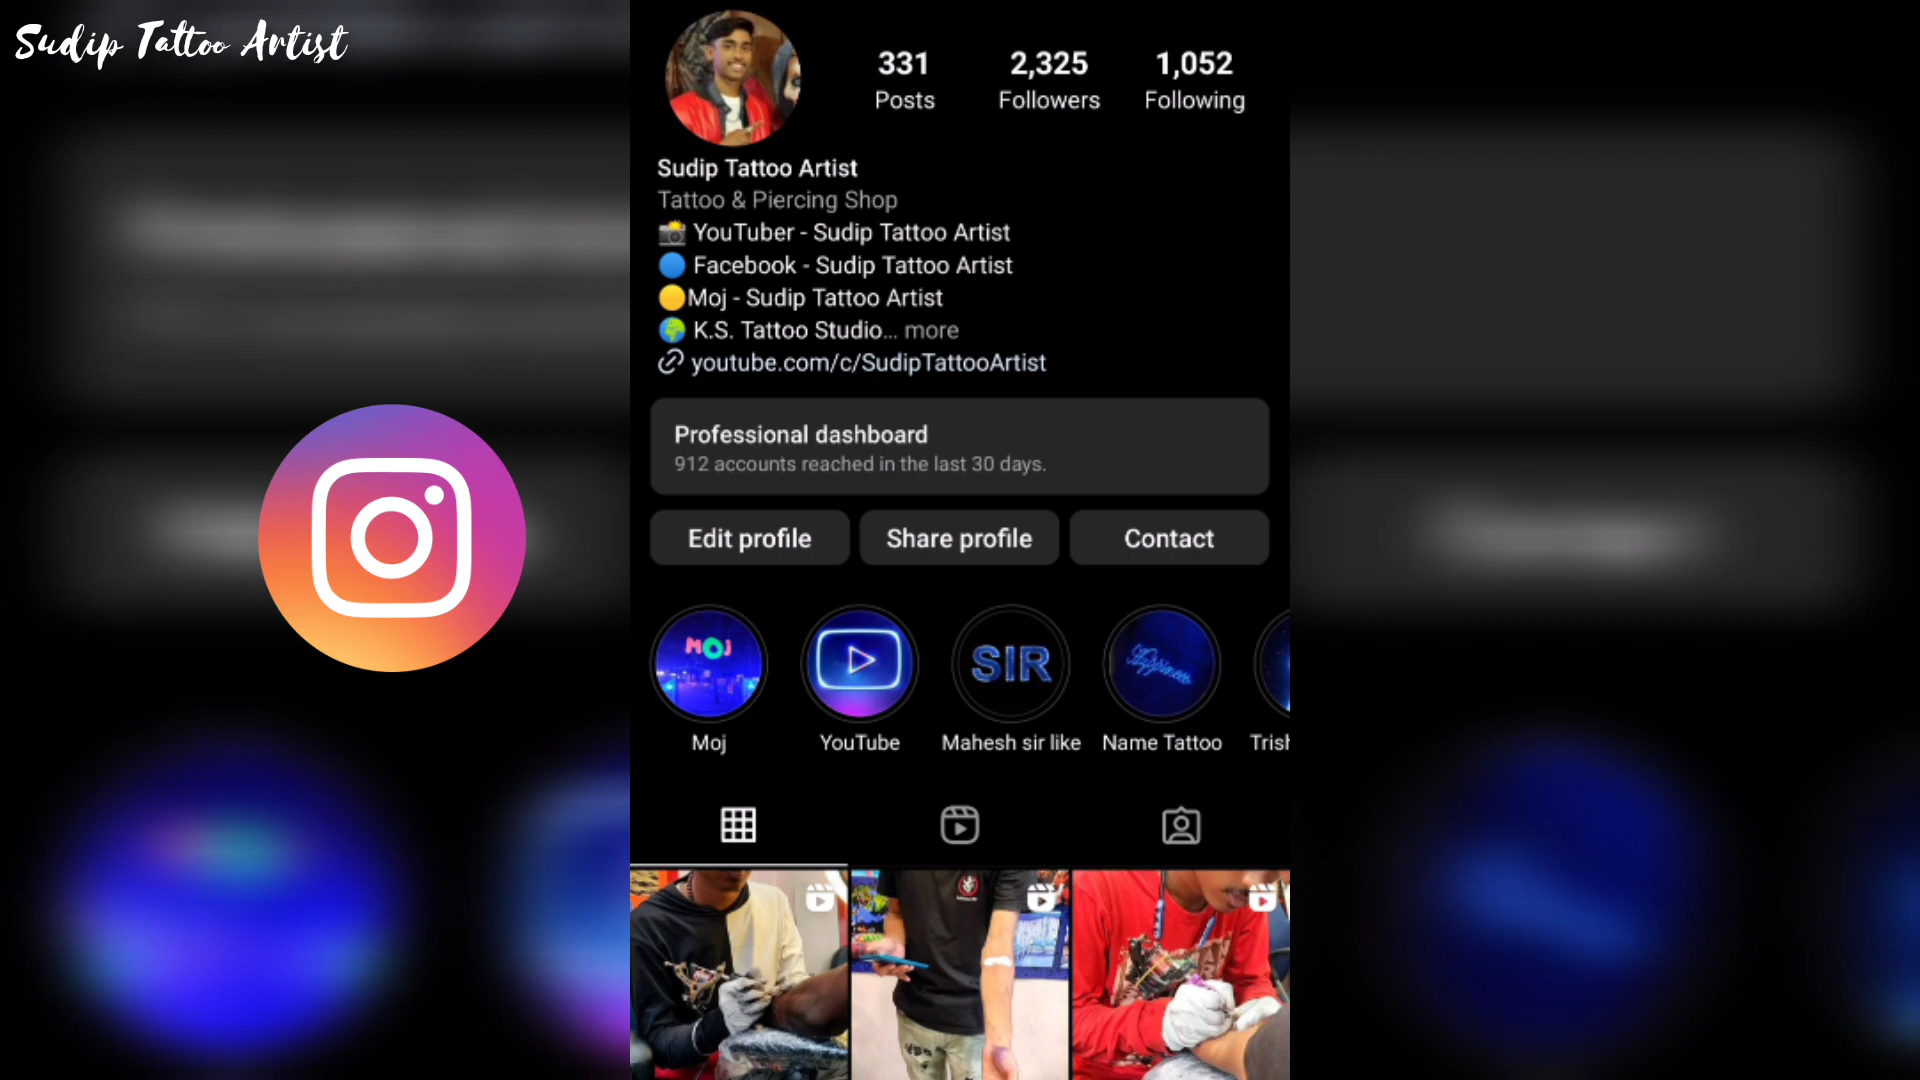 Sudip Tattoo Artist
331 2,325 1,052
Posts Followers Following
Sudip Tattoo Artist
Tattoo & Piercing Shop
📸 YouTuber - Sudip Tattoo Artist
🔵 Facebook - Sudip Tattoo Artist
🟡Moj - Sudip Tattoo Artist
🌍 K.S. Tattoo Studio... more
youtube.com/c/SudipTattooArtist
Professional dashboard
912 accounts reached in the last 30 days.
Edit profile Share profile Contact
MOJ
SIR
Happiness
Moj YouTube Mahesh sir like Name Tattoo Trish